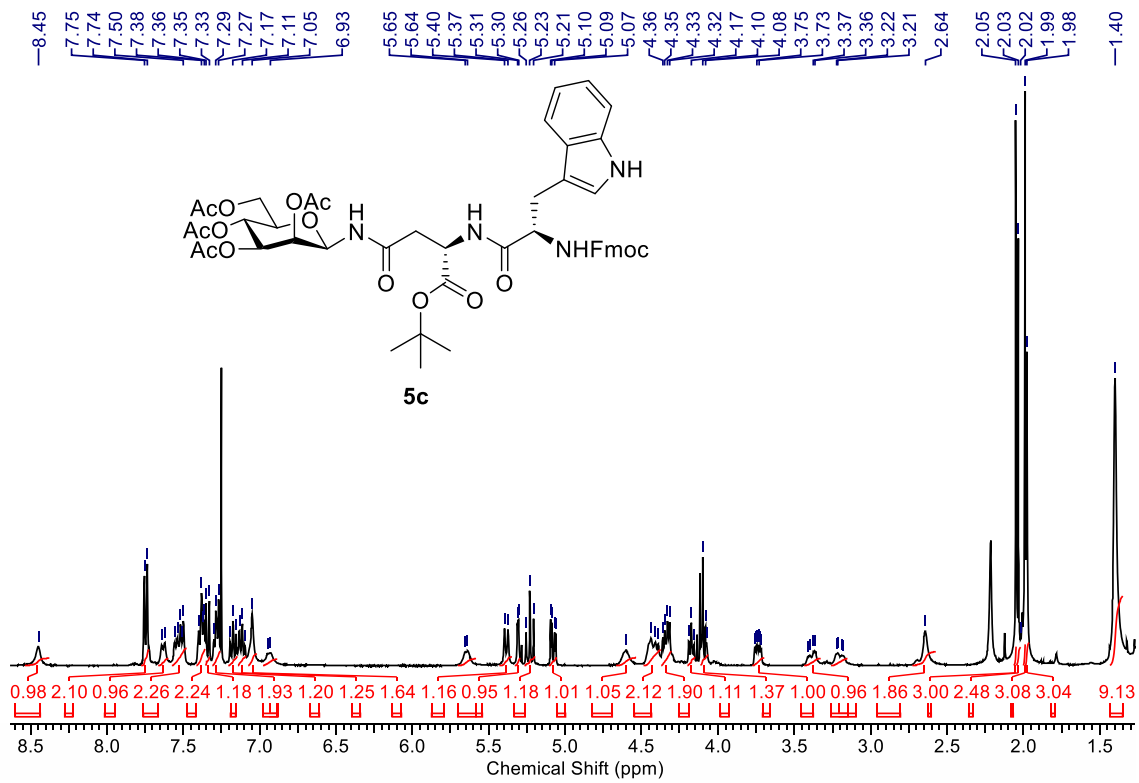 8.45 7.75 7.74 7.50 7.38 7.36 7.35 7.33 7.29 7.27 7.17 7.11 7.05 6.93 5.65 5.64 5.40 5.37 5.31 5.30 5.26 5.23 5.21 5.10 5.09 5.07 4.36 4.35 4.33 4.32 4.17 4.10 4.08 3.75 3.73 3.37 3.36 3.22 3.21 2.64 2.05 2.03 2.02 1.99 1.98 1.40
NH
AcO OAc
AcO O H H
AcO N N NHFmoc
O O
O O
5c
0.98 2.10 0.96 2.26 2.24 1.18 1.93 1.20 1.25 1.64 1.16 0.95 1.18 1.01 1.05 2.12 1.90 1.11 1.37 1.00 0.96 1.86 3.00 2.48 3.08 3.04 9.13
8.5 8.0 7.5 7.0 6.5 6.0 5.5 5.0 4.5 4.0 3.5 3.0 2.5 2.0 1.5
Chemical Shift (ppm)